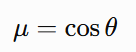 μ = cos θ